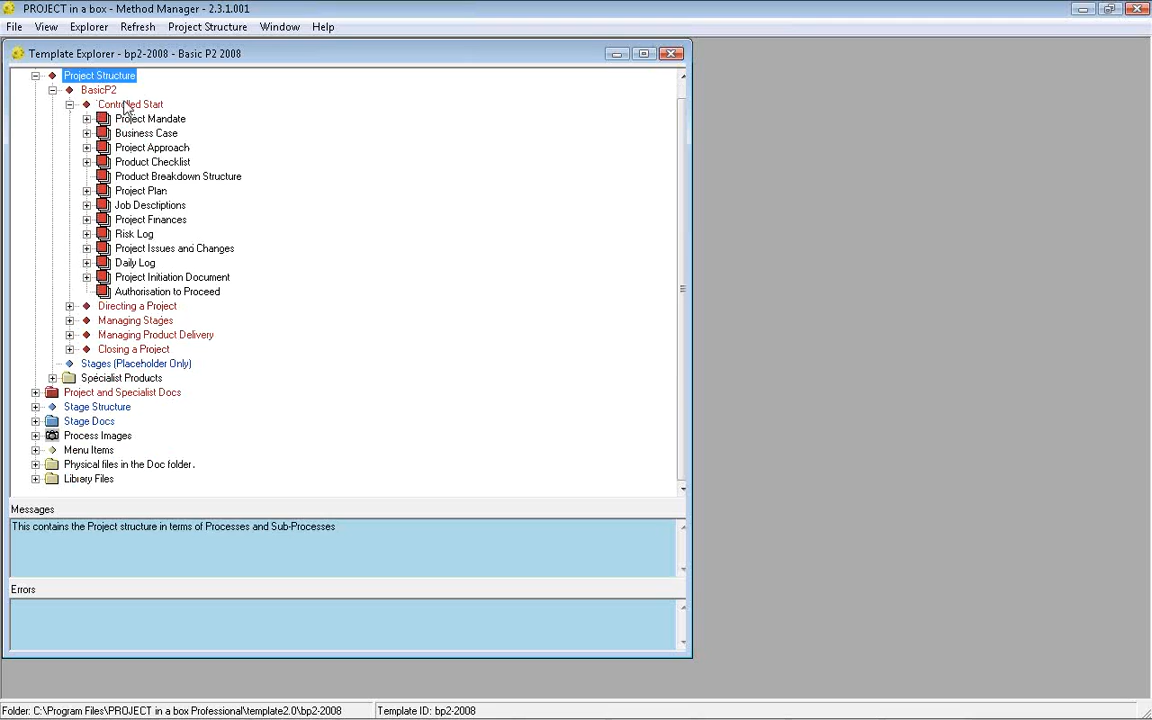 PROJECT in a box - Method Manager - 2.3.1.001
File View Explorer Refresh Project Structure Window Help
Template Explorer - bp2-2008 - Basic P2 2008
Project Structure
BasicP2
Controlled Start
Project Mandate
Business Case
Project Approach
Product Checklist
Product Breakdown Structure
Project Plan
Job Descriptions
Project Finances
Risk Log
Project Issues and Changes
Daily Log
Project Initiation Document
Authorisation to Proceed
Directing a Project
Managing Stages
Managing Product Delivery
Closing a Project
Stages (Placeholder Only)
Specialist Products
Project and Specialist Docs
Stage Structure
Stage Docs
Process Images
Menu Items
Physical files in the Doc folder.
Library Files
Messages
This contains the Project structure in terms of Processes and Sub-Processes
Errors
Folder: C:\Program Files\PROJECT in a box Professional\template2.0\bp2-2008 Template ID: bp2-2008